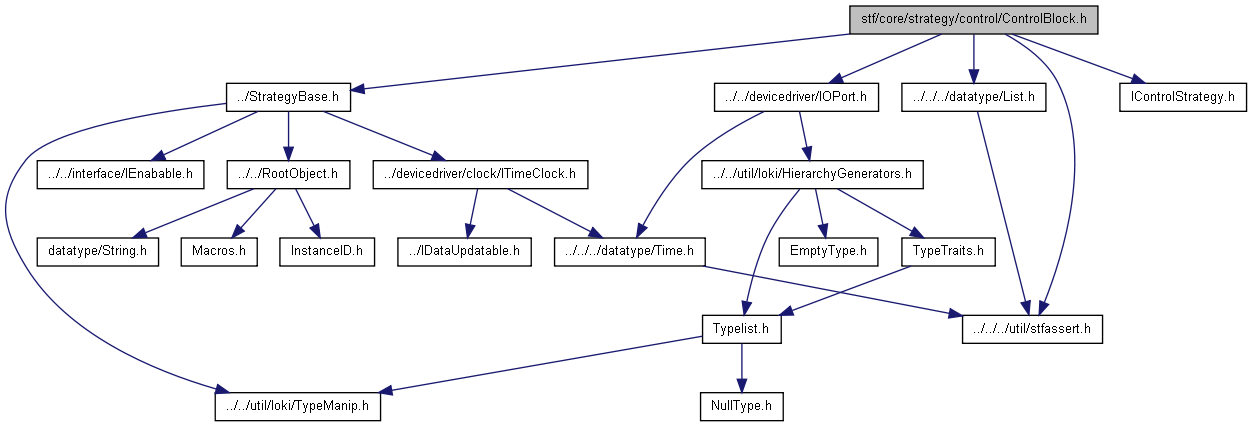 stf/core/strategy/control/ControlBlock.h
../StrategyBase.h
../../devicedriver/IOPort.h
../../../datatype/List.h
IControlStrategy.h
../../interface/IEnabable.h
../../RootObject.h
../devicedriver/clock/ITimeClock.h
../../util/loki/HierarchyGenerators.h
datatype/String.h
Macros.h
InstanceID.h
../IDataUpdatable.h
../../../datatype/Time.h
EmptyType.h
TypeTraits.h
Typelist.h
../../../util/stfassert.h
../../util/loki/TypeManip.h
NullType.h